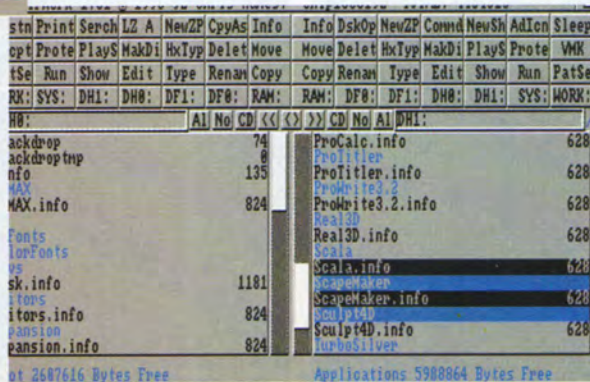 stn Print Serch LZ A NewZP CpyAs Info Info DskOp NewZP Commd NewSh AdIcn Sleep
cpt Prote PlayS MakDi HxTyp Delet Move Move Delet HxTyp MakDi PlayS Prote VMK
tSe Run Show Edit Type Renam Copy Copy Renam Type Edit Show Run PatSe
RK: SYS: DH1: DH0: DF1: DF0: RAM: RAM: DF0: DF1: DH0: DH1: SYS: WORK:
H0: Al No CD << <> >> CD No Al DH1:
ackdrop 74 ProCalc.info 628
ackdroptmp 0 ProTitler
nfo 135 ProTitler.info 628
MAX ProWrite3.2
MAX.info 824 ProWrite3.2.info 628
Real3D
Fonts Real3D.info 628
lorFonts Scala
vs Scala.info 628
sk.info 1181 ScapeMaker
itors ScapeMaker.info 628
itors.info 824 Sculpt4D
pansion Sculpt4D.info 628
pansion.info 824 TurboSilver
ot 2687616 Bytes Free Applications 5988864 Bytes Free